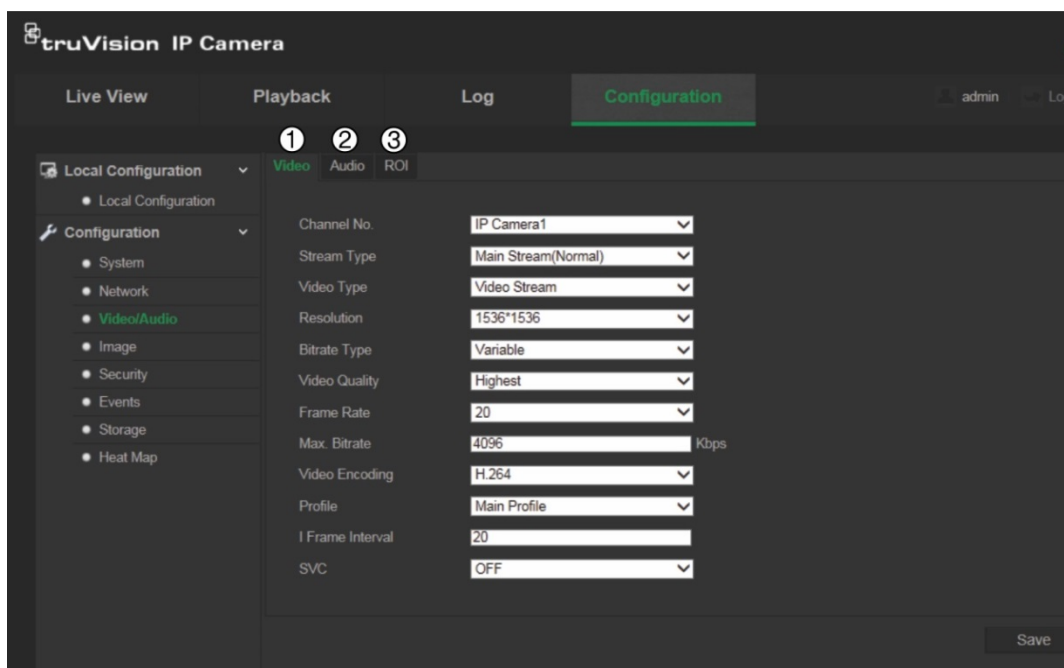 truVision IP Camera
Live View Playback Log Configuration admin Lo
① ② ③
Video Audio ROI
Local Configuration
Local Configuration
Configuration
System
Network
Video/Audio
Image
Security
Events
Storage
Heat Map
Channel No. IP Camera1
Stream Type Main Stream(Normal)
Video Type Video Stream
Resolution 1536*1536
Bitrate Type Variable
Video Quality Highest
Frame Rate 20
Max. Bitrate 4096 Kbps
Video Encoding H.264
Profile Main Profile
I Frame Interval 20
SVC OFF
Save